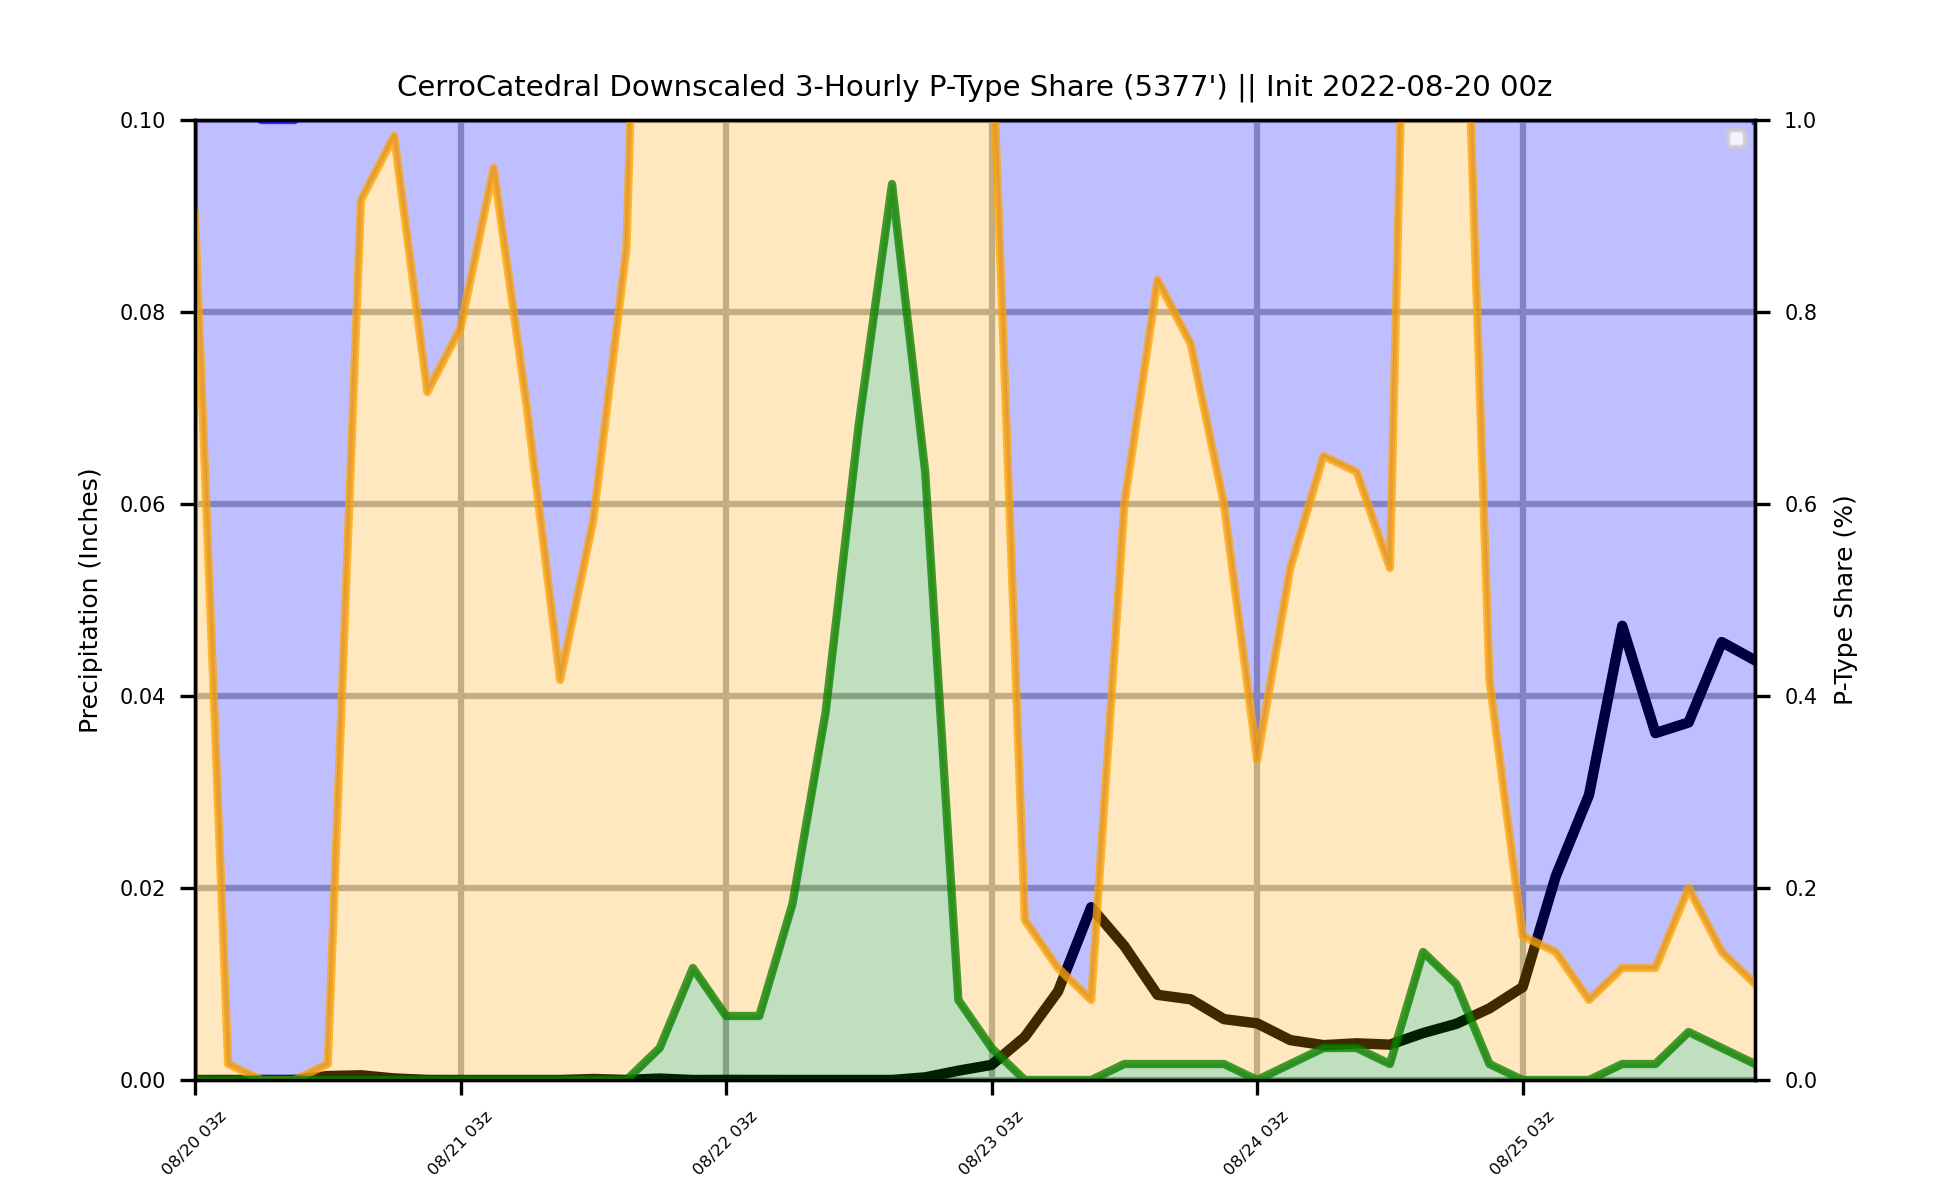 CerroCatedral Downscaled 3-Hourly P-Type Share (5377') || Init 2022-08-20 00z
0.10
0.08
0.06
0.04
0.02
0.00
Precipitation (Inches)
1.0
0.8
0.6
0.4
0.2
0.0
P-Type Share (%)
08/20 03z
08/21 03z
08/22 03z
08/23 03z
08/24 03z
08/25 03z